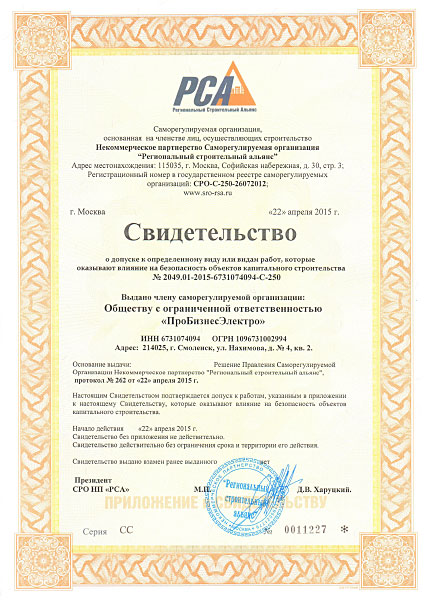 РСА
Региональный Строительный Альянс
Саморегулируемая организация,
основанная на членстве лиц, осуществляющих строительство
Некоммерческое партнерство Саморегулируемая организация
"Региональный строительный альянс"
Адрес местонахождения: 115035, г. Москва, Софийская набережная, д. 30, стр. 3;
Регистрационный номер в государственном реестре саморегулируемых
организаций: СРО-С-250-26072012;
www.sro-rsa.ru
г. Москва «22» апреля 2015 г.
Свидетельство
о допуске к определенному виду или видам работ, которые
оказывают влияние на безопасность объектов капитального строительства
№ 2049.01-2015-6731074094-С-250
Выдано члену саморегулируемой организации:
Обществу с ограниченной ответственностью
«ПроБизнесЭлектро»
ИНН 6731074094 ОГРН 1096731002994
Адрес: 214025, г. Смоленск, ул. Нахимова, д. № 4, кв. 2.
Основание выдачи: Решение Правления Саморегулируемой
Организации Некоммерческое партнерство "Региональный строительный альянс",
протокол № 262 от «22» апреля 2015 г.
Настоящим Свидетельством подтверждается допуск к работам, указанным в приложении
к настоящему Свидетельству, которые оказывают влияние на безопасность объектов
капитального строительства.
Начало действия «22» апреля 2015 г.
Свидетельство без приложения не действительно.
Свидетельство действительно без ограничения срока и территории его действия.
Свидетельство выдано взамен ранее выданного нет
Президент
СРО НП «РСА» М.П. Д.В. Харуцкий.
"Региональный
строительный
альянс"
Серия СС № 0011227 *